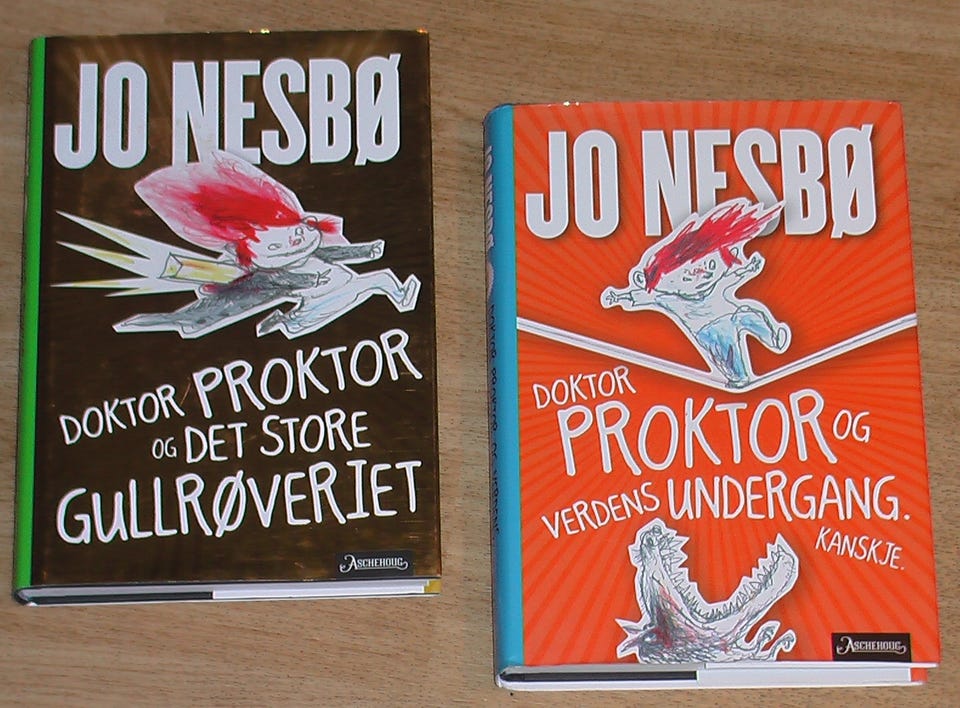 JO NESBØ
DOKTOR PROKTOR
OG DET STORE
GULLRØVERIET
ASCHEHOUG
JO NESBØ
DOKTOR
PROKTOR OG
VERDENS UNDERGANG.
KANSKJE.
ASCHEHOUG